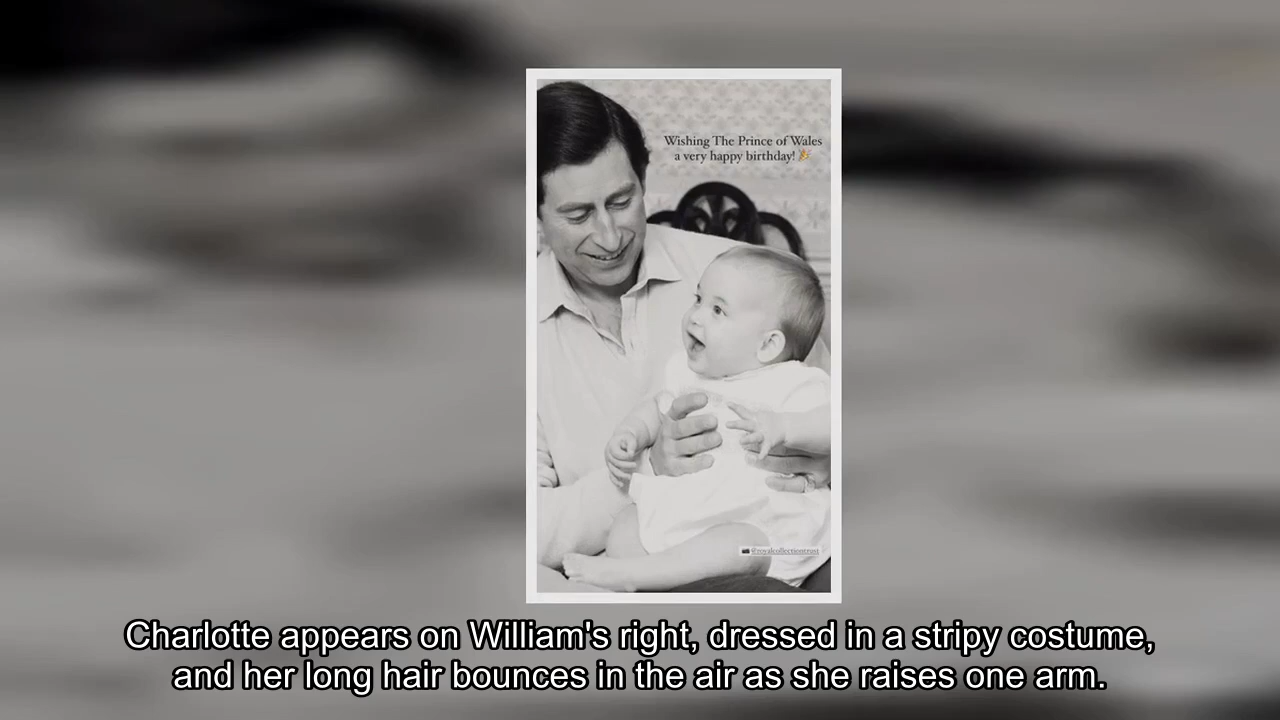 Wishing The Prince of Wales
a very happy birthday! 🎉
@royalcollectiontrust
Charlotte appears on William's right, dressed in a stripy costume,
and her long hair bounces in the air as she raises one arm.